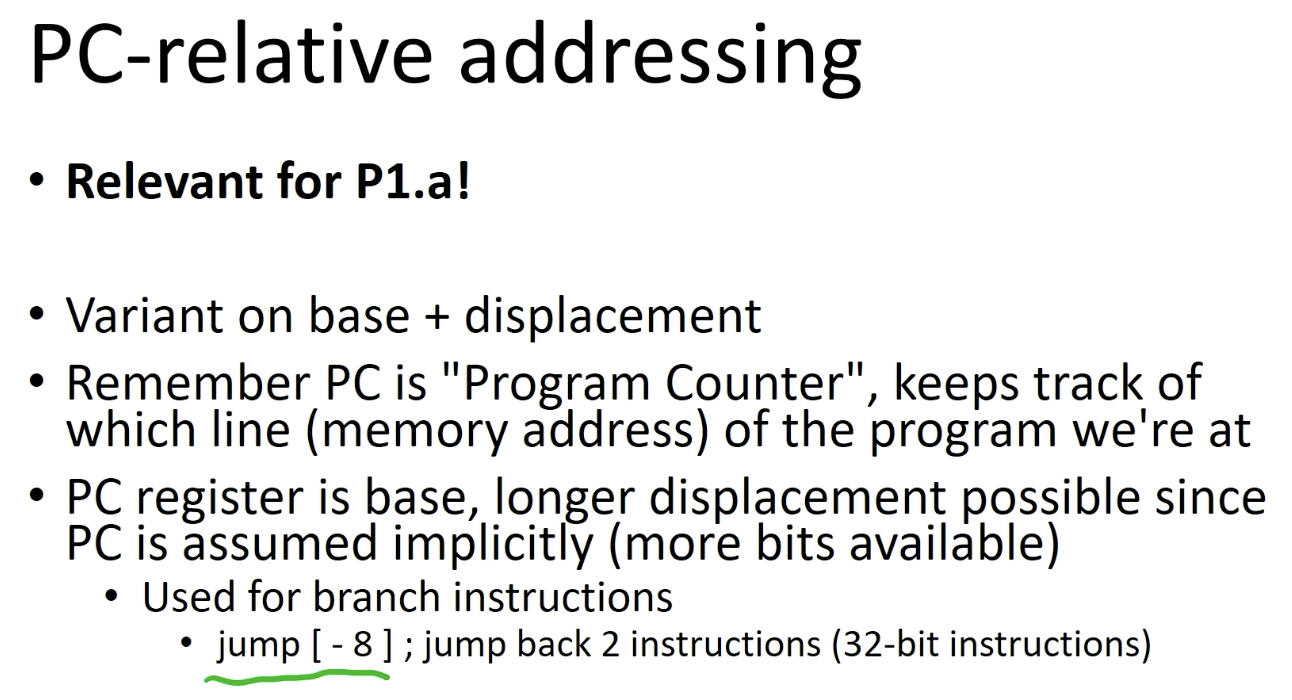 PC-relative addressing
• Relevant for P1.a!
• Variant on base + displacement
• Remember PC is "Program Counter", keeps track of
which line (memory address) of the program we're at
• PC register is base, longer displacement possible since
PC is assumed implicitly (more bits available)
• Used for branch instructions
• jump [ - 8 ] ; jump back 2 instructions (32-bit instructions)